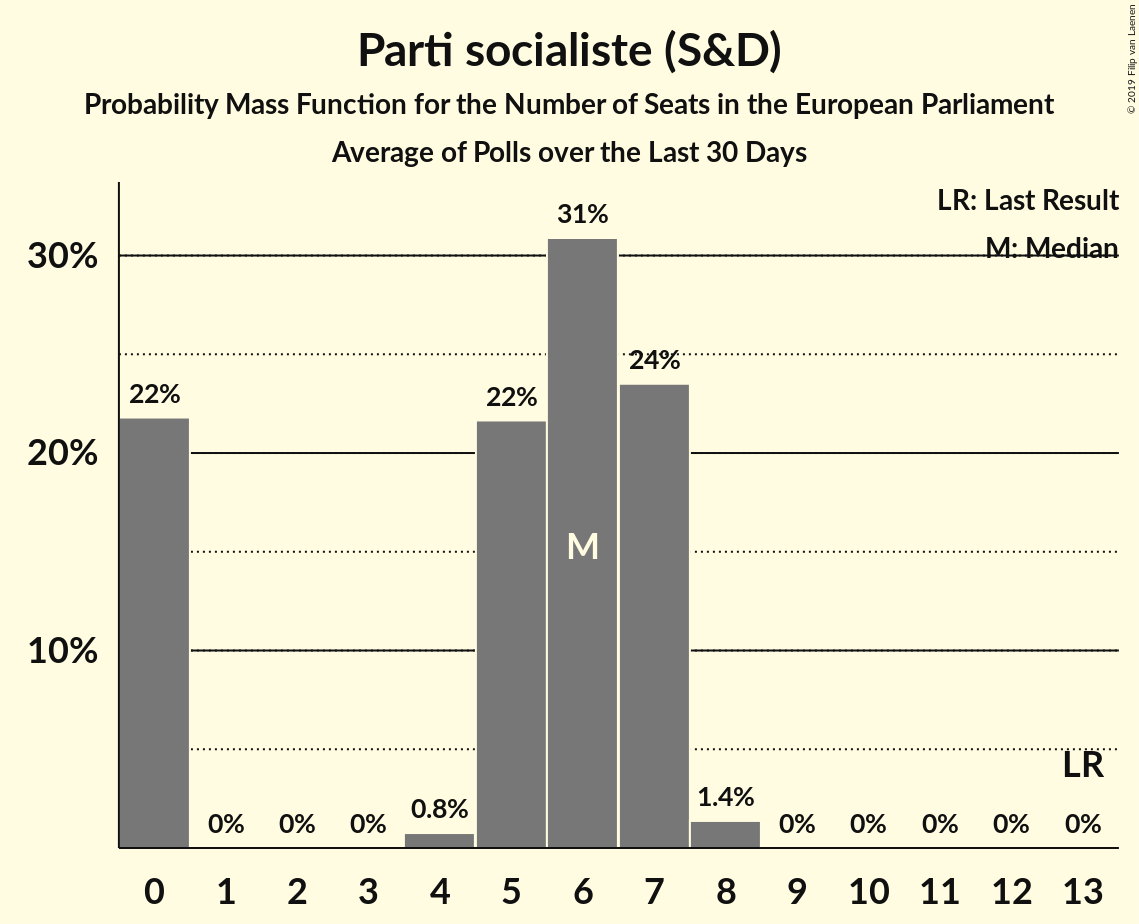 © 2019 Filip van Laenen
Parti socialiste (S&D)
Probability Mass Function for the Number of Seats in the European Parliament
Average of Polls over the Last 30 Days
LR: Last Result
M: Median
30%
20%
10%
22%
0%
0%
0%
0.8%
22%
31%
24%
1.4%
0%
0%
0%
0%
0%
M
LR
0 1 2 3 4 5 6 7 8 9 10 11 12 13